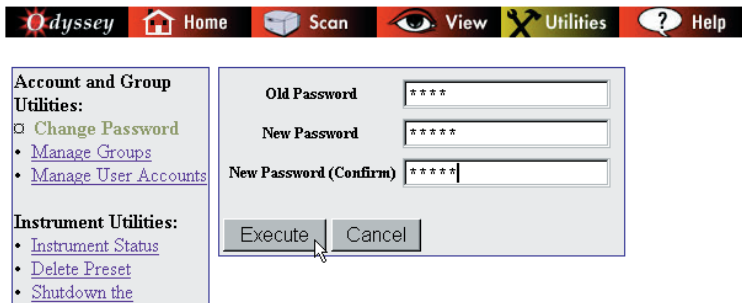 Odyssey Home Scan View Utilities ? Help
Account and Group
Utilities:
Change Password
• Manage Groups
• Manage User Accounts
Instrument Utilities:
• Instrument Status
• Delete Preset
• Shutdown the
Old Password ****
New Password *****
New Password (Confirm) *****
Execute Cancel